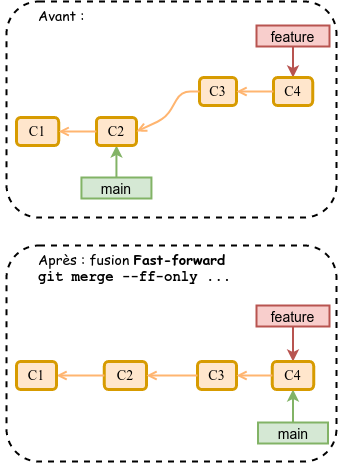 Avant :
feature
C3
C4
C1
C2
main
Après : fusion Fast-forward
git merge --ff-only ...
feature
C1
C2
C3
C4
main